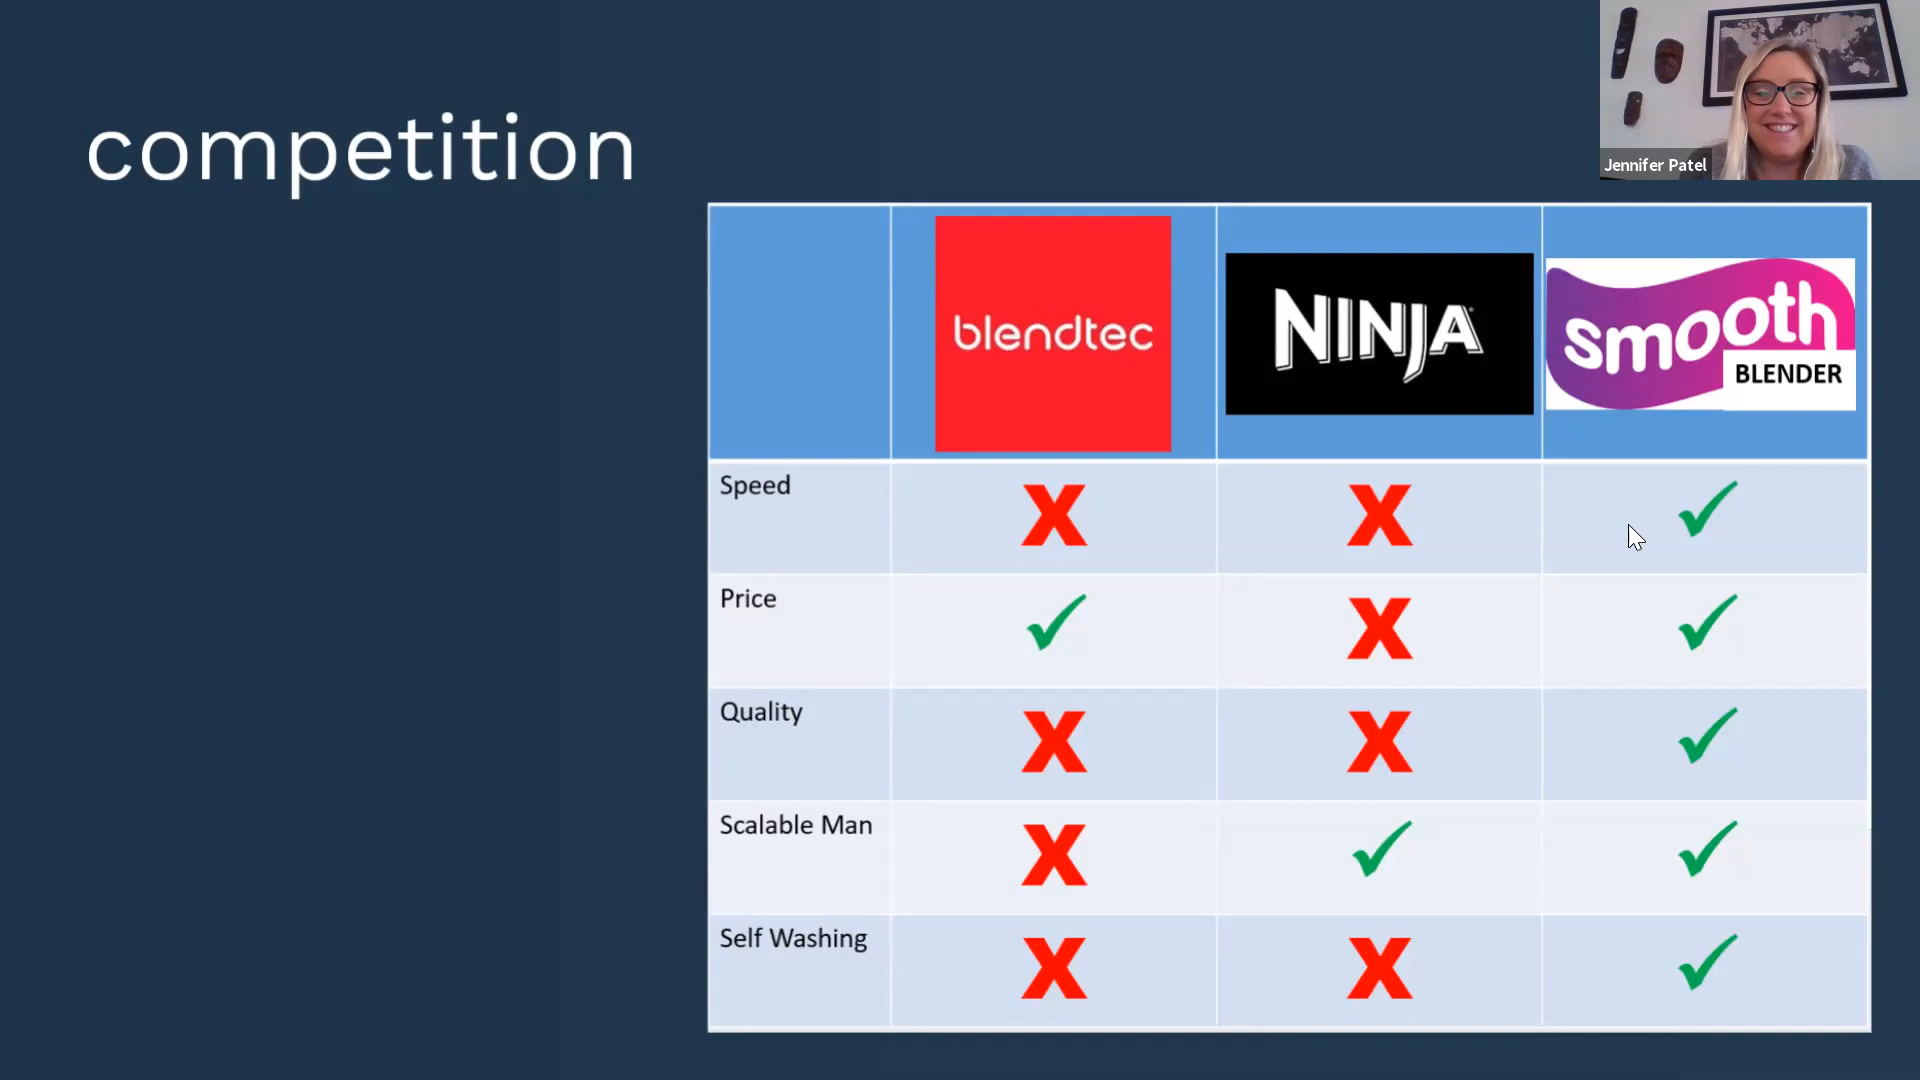 competition
Jennifer Patel
blendtec
NINJA
smooth
BLENDER
Speed
Price
Quality
Scalable Man
Self Washing